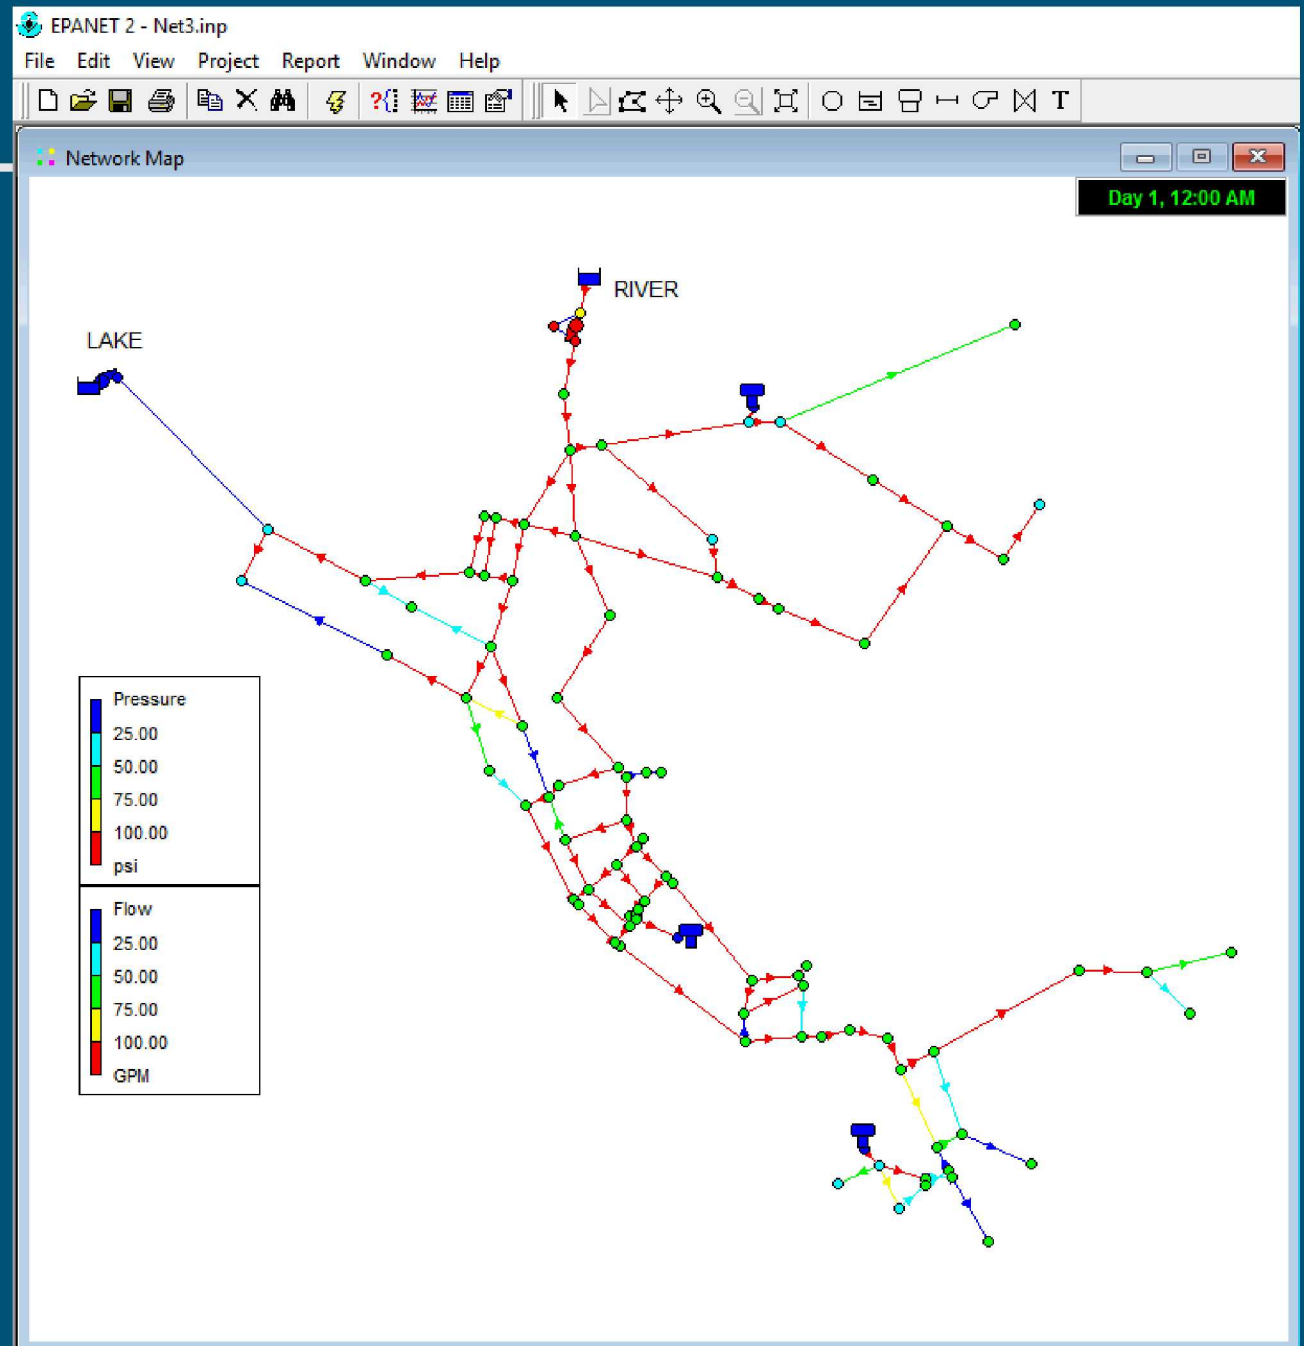 EPANET 2 - Net3.inp
File Edit View Project Report Window Help
?{} T
Network Map
Day 1, 12:00 AM
RIVER
LAKE
Pressure
25.00
50.00
75.00
100.00
psi
Flow
25.00
50.00
75.00
100.00
GPM